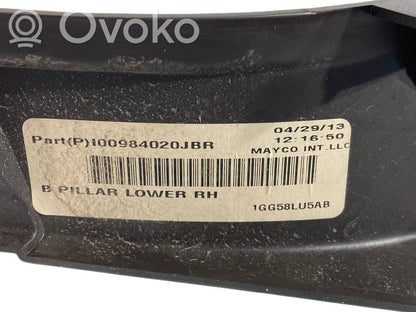 Ovoko
Part(P)I00984020JBR
04/29/13
12:16:50
MAYCO INT.LLC
B PILLAR LOWER RH
1GG58LU5AB